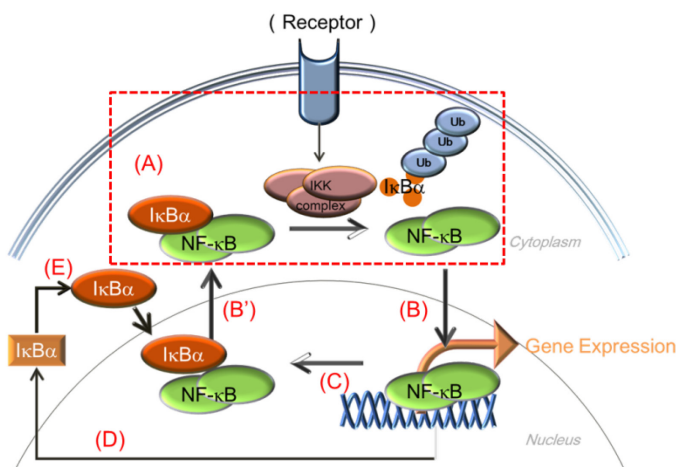 ( Receptor )
(A)
Ub
Ub
Ub
IκBα
IKK
complex
IκBα
NF-κB
NF-κB
Cytoplasm
(E)
IκBα
(B')
(B)
IκBα
IκBα
Gene Expression
NF-κB
(C)
NF-κB
(D)
Nucleus